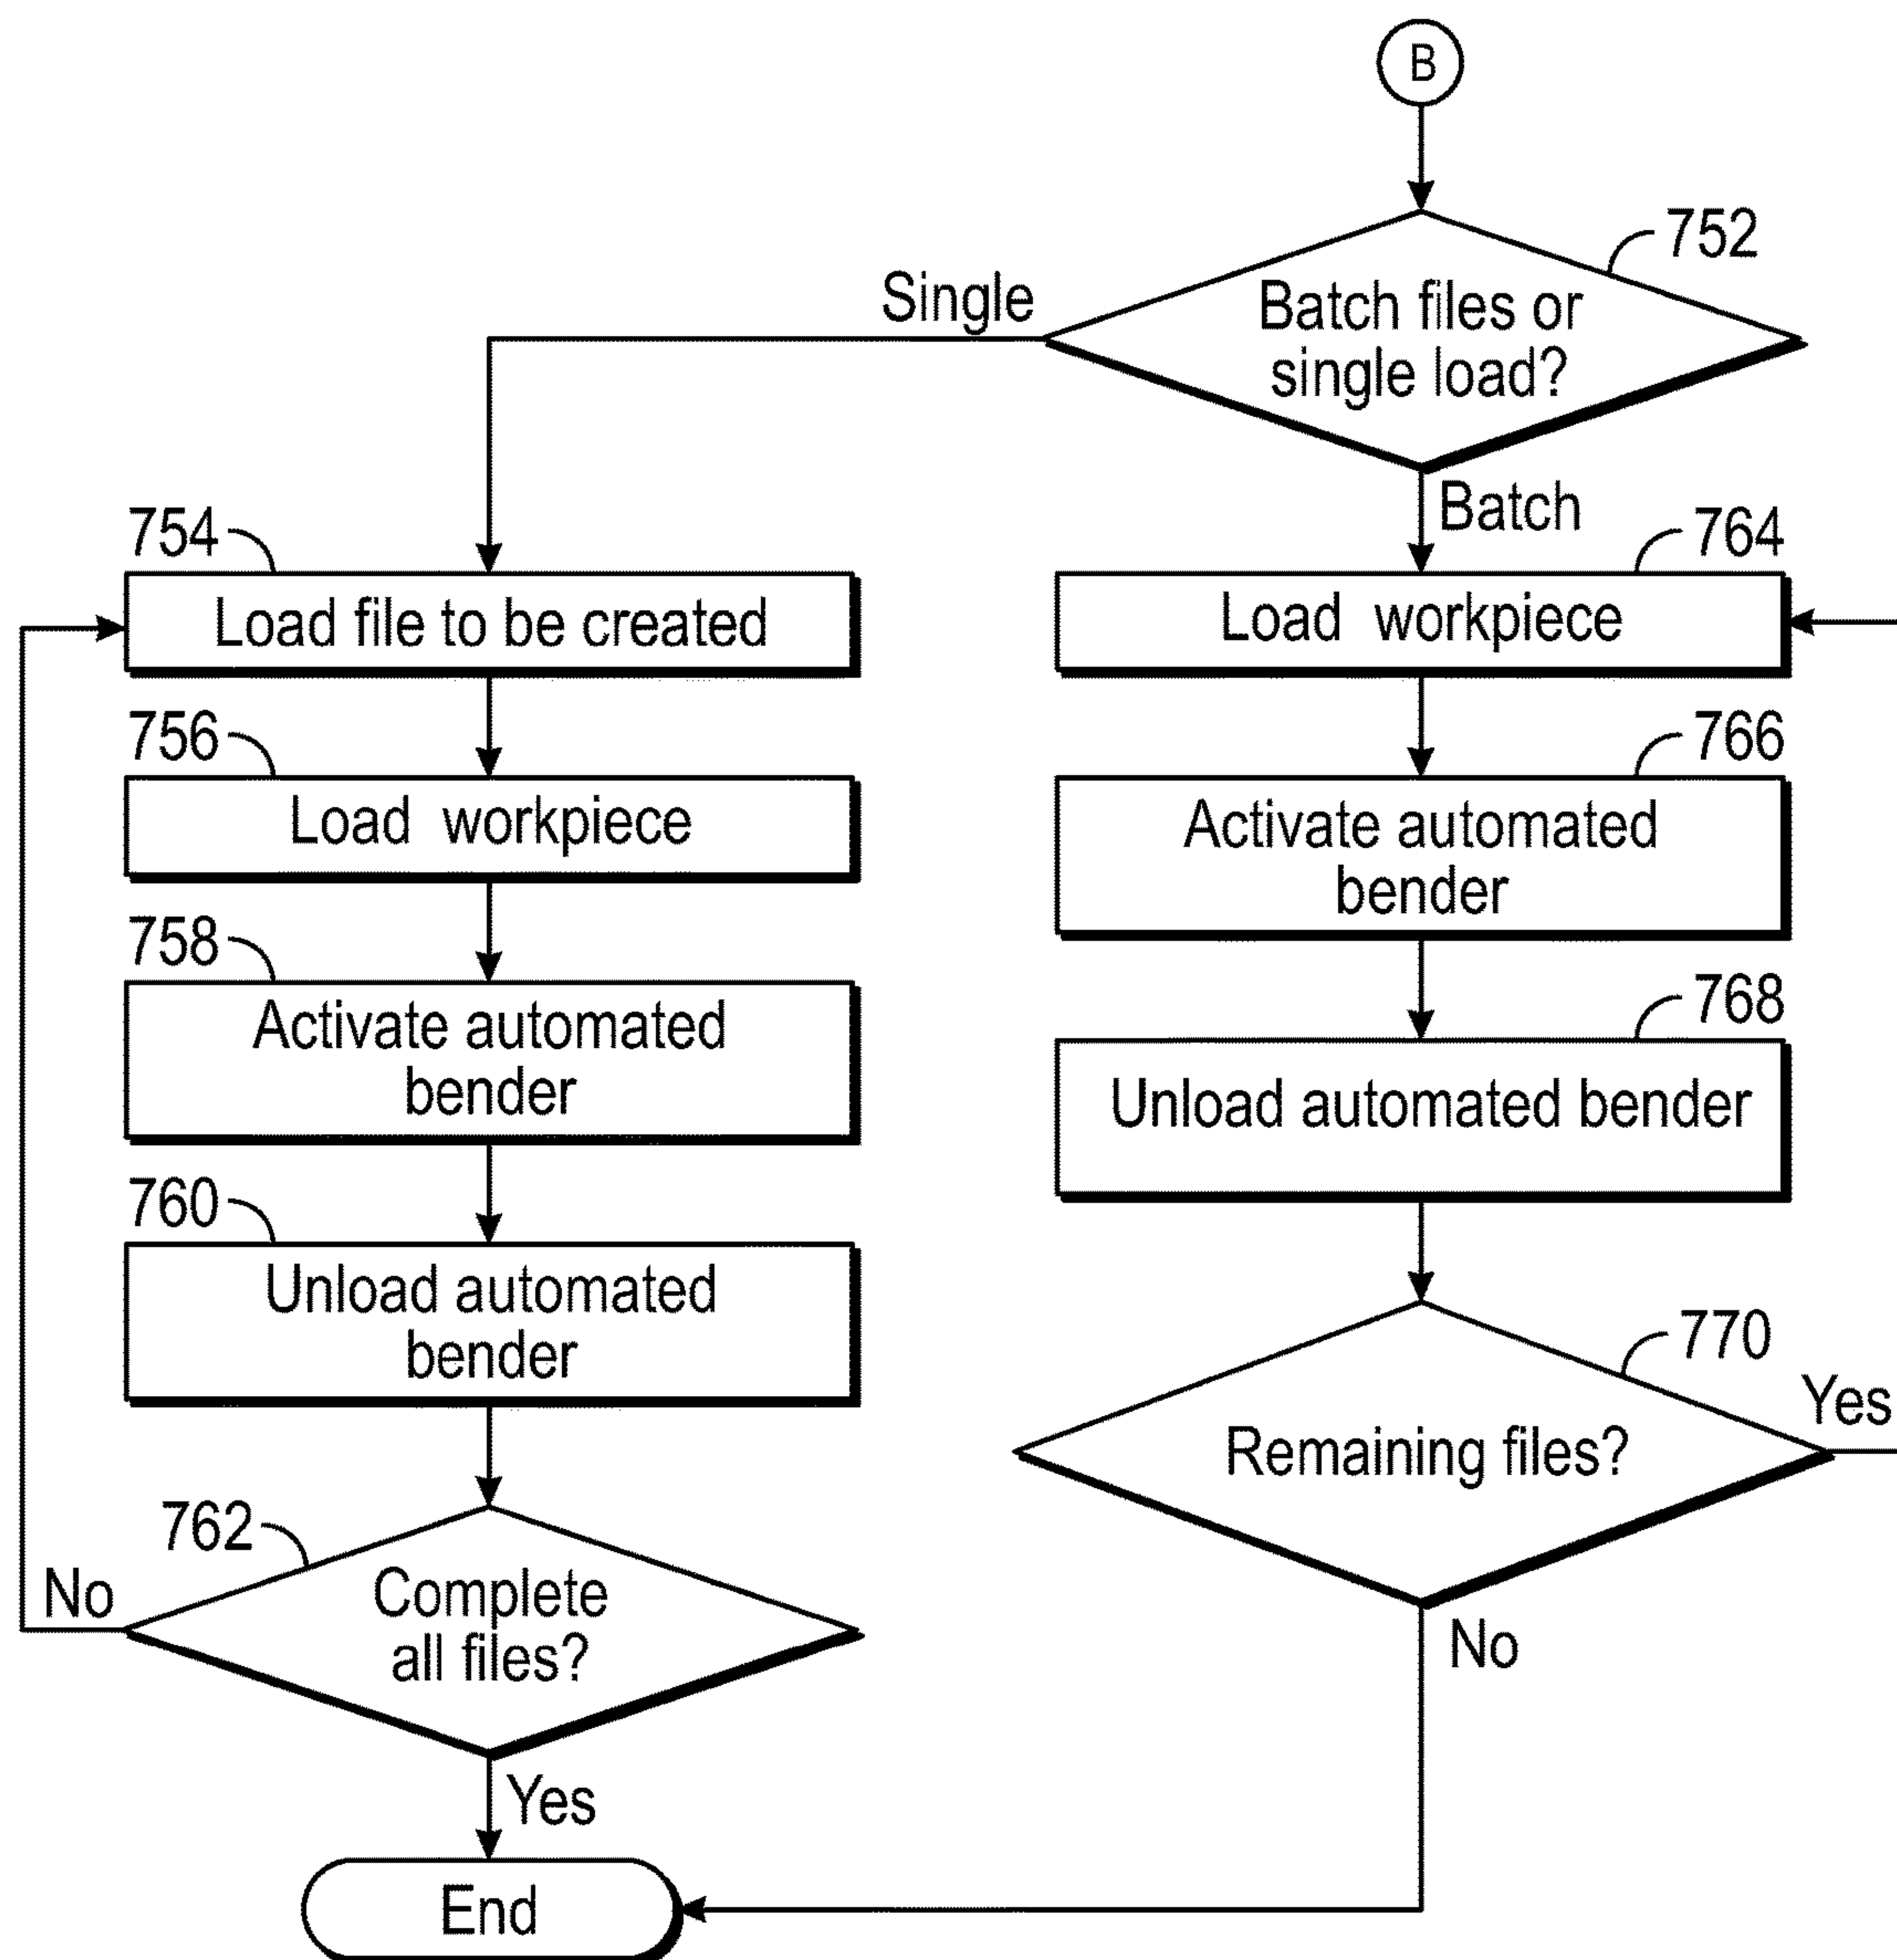 B
752
Batch files or
single load?
Single
Batch
754
Load file to be created
756
Load workpiece
758
Activate automated
bender
760
Unload automated
bender
762
Complete
all files?
No
Yes
End
764
Load workpiece
766
Activate automated
bender
768
Unload automated bender
770
Remaining files?
Yes
No